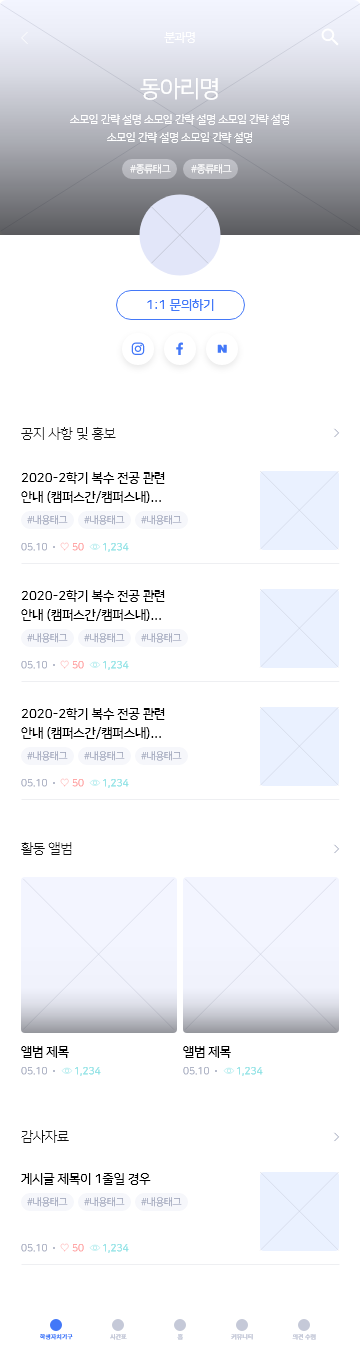 분과명
동아리명
소모임 간략 설명 소모임 간략 설명 소모임 간략 설명
소모임 간략 설명 소모임 간략 설명
#종류태그 #종류태그
1:1 문의하기
공지 사항 및 홍보
2020-2학기 복수 전공 관련
안내 (캠퍼스간/캠퍼스내)...
#내용태그 #내용태그 #내용태그
05.10 · 50 1,234
2020-2학기 복수 전공 관련
안내 (캠퍼스간/캠퍼스내)...
#내용태그 #내용태그 #내용태그
05.10 · 50 1,234
2020-2학기 복수 전공 관련
안내 (캠퍼스간/캠퍼스내)...
#내용태그 #내용태그 #내용태그
05.10 · 50 1,234
활동 앨범
앨범 제목 앨범 제목
05.10 · 1,234 05.10 · 1,234
감사자료
게시글 제목이 1줄일 경우
#내용태그 #내용태그 #내용태그
05.10 · 50 1,234
학생자치기구 시간표 홈 커뮤니티 의견 수렴